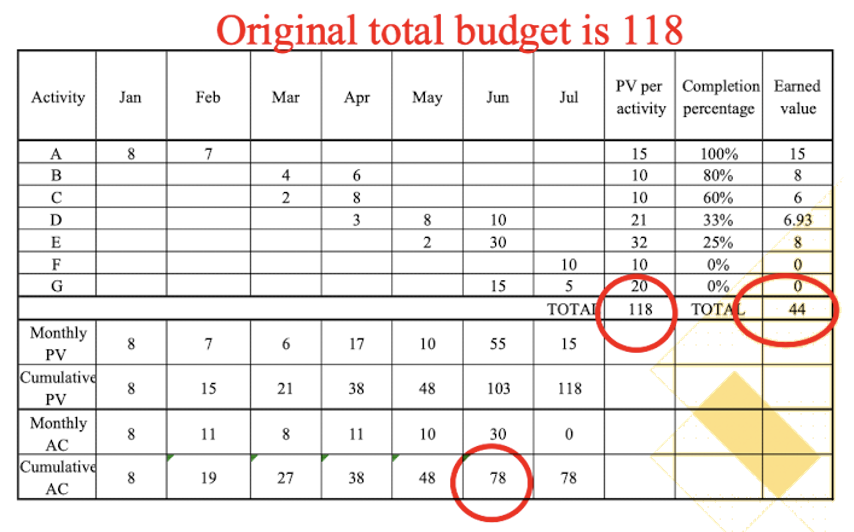 Original total budget is 118
Activity Jan Feb Mar Apr May Jun Jul PV per activity Completion percentage Earned value
A 8 7 15 100% 15
B 4 6 10 80% 8
C 2 8 10 60% 6
D 3 8 10 21 33% 6.93
E 2 30 32 25% 8
F 10 10 0% 0
G 15 5 20 0% 0
TOTAL 118 TOTAL 44
Monthly PV 8 7 6 17 10 55 15
Cumulative PV 8 15 21 38 48 103 118
Monthly AC 8 11 8 11 10 30 0
Cumulative AC 8 19 27 38 48 78 78